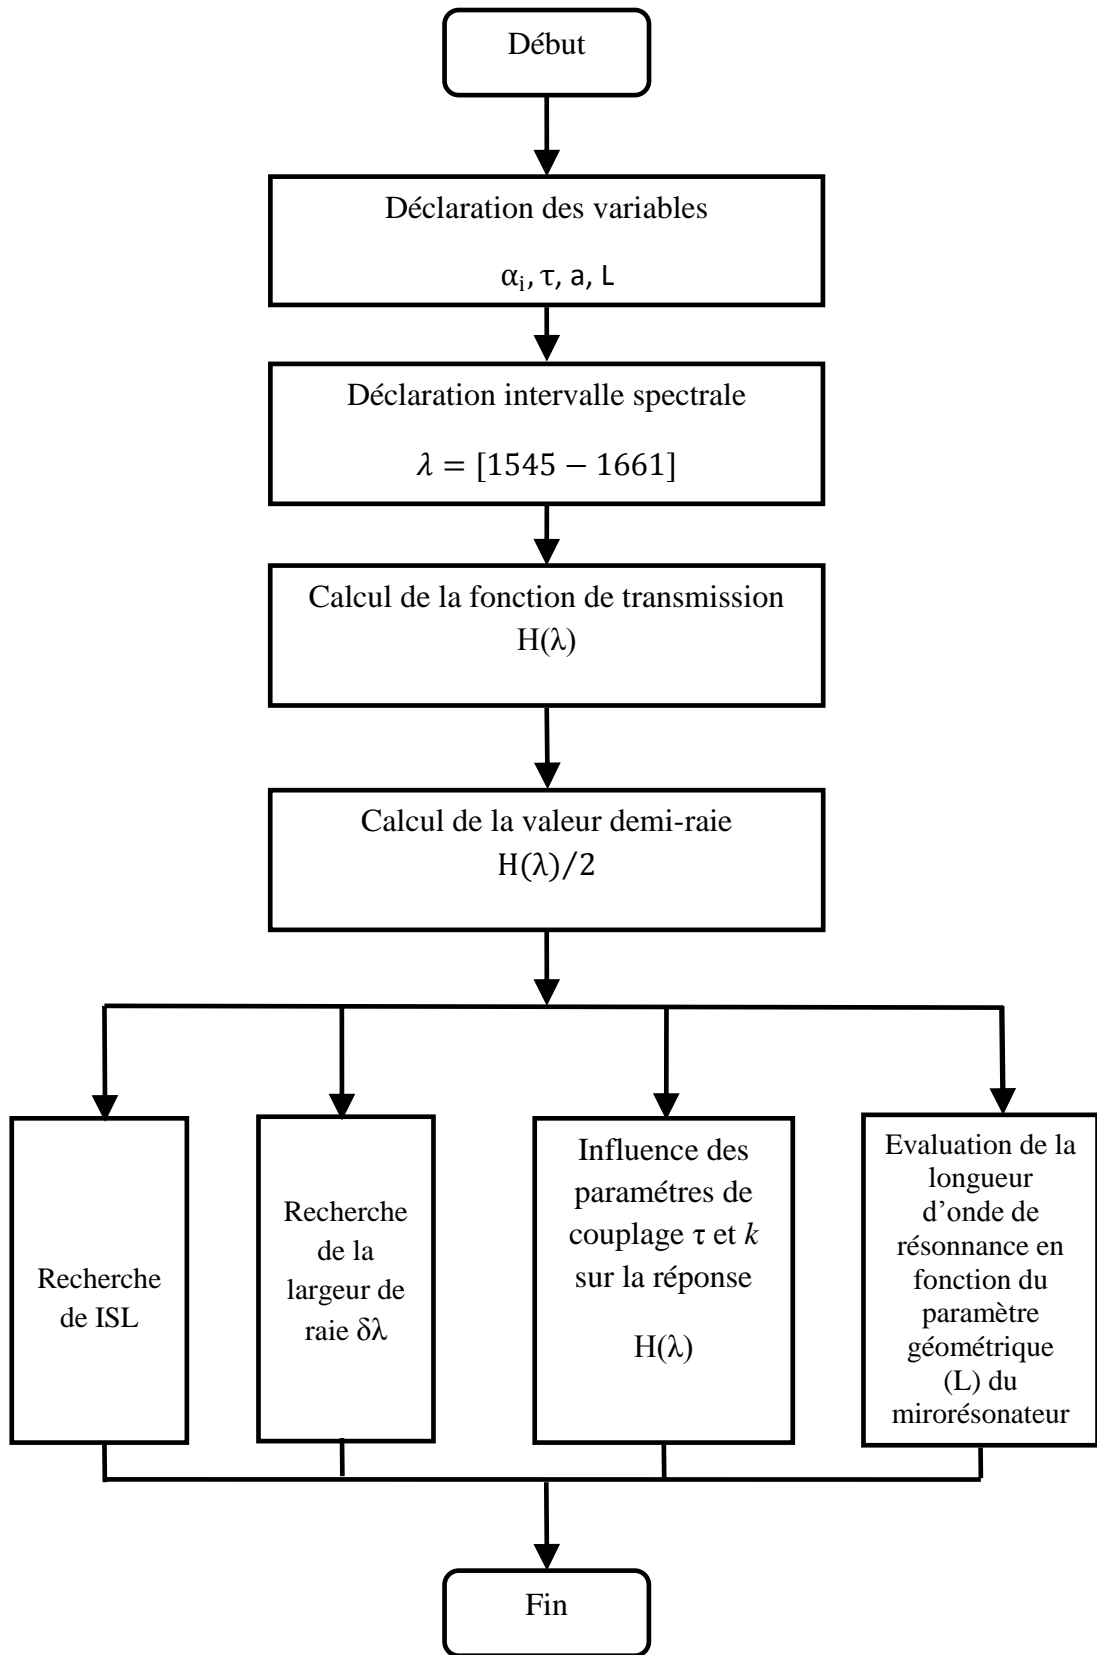 Début
Déclaration des variables
αi, τ, a, L
Déclaration intervalle spectrale
λ = [1545 − 1661]
Calcul de la fonction de transmission
H(λ)
Calcul de la valeur demi-raie
H(λ)/2
Recherche
de ISL
Recherche
de la
largeur de
raie δλ
Influence des
paramétres de
couplage τ et k
sur la réponse
H(λ)
Evaluation de la
longueur
d’onde de
résonnance en
fonction du
paramètre
géométrique
(L) du
mirorésonateur
Fin